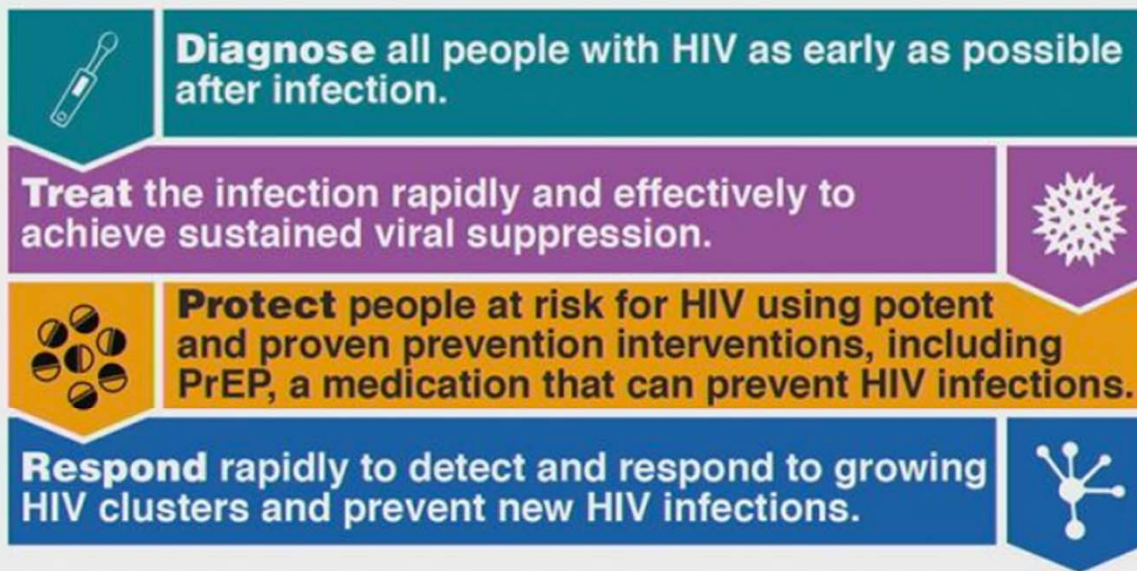 Diagnose all people with HIV as early as possible
after infection.
Treat the infection rapidly and effectively to
achieve sustained viral suppression.
Protect people at risk for HIV using potent
and proven prevention interventions, including
PrEP, a medication that can prevent HIV infections.
Respond rapidly to detect and respond to growing
HIV clusters and prevent new HIV infections.